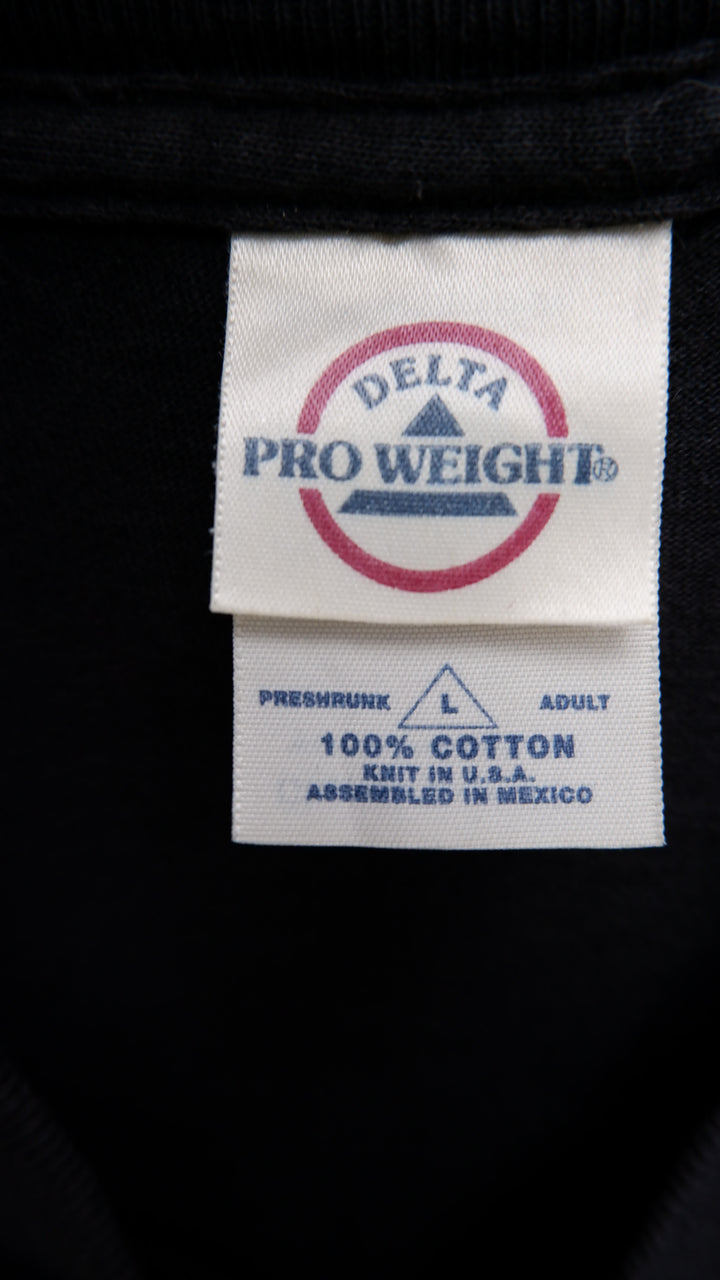 DELTA
PRO WEIGHT®
PRESHRUNK L ADULT
100% COTTON
KNIT IN U.S.A.
ASSEMBLED IN MEXICO